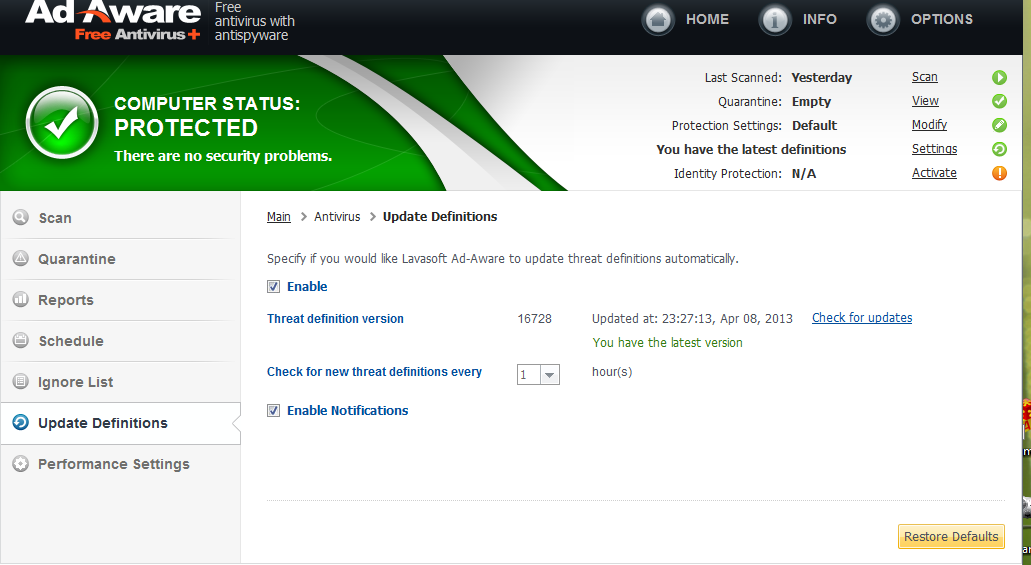 Ad-Aware
Free Antivirus+
Free
antivirus with
antispyware
HOME
INFO
OPTIONS
COMPUTER STATUS:
PROTECTED
There are no security problems.
Last Scanned: Yesterday Scan
Quarantine: Empty View
Protection Settings: Default Modify
You have the latest definitions Settings
Identity Protection: N/A Activate
Scan
Quarantine
Reports
Schedule
Ignore List
Update Definitions
Performance Settings
Main > Antivirus > Update Definitions
Specify if you would like Lavasoft Ad-Aware to update threat definitions automatically.
Enable
Threat definition version 16728 Updated at: 23:27:13, Apr 08, 2013 Check for updates
You have the latest version
Check for new threat definitions every 1 hour(s)
Enable Notifications
Restore Defaults